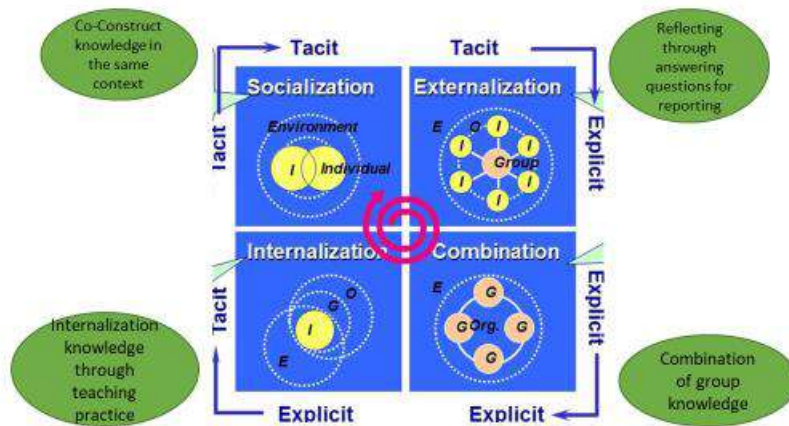 Co-Construct
knowledge in
the same
context
Tacit
Tacit
Reflecting
through
answering
questions for
reporting
Tacit
Socialization
Environment
I
Individual
Externalization
E
O
I
I
I
Group
I
I
I
Explicit
Internalization
O
G
I
E
Tacit
Combination
E
G
G
Org.
G
G
Explicit
Internalization
knowledge
through
teaching
practice
Explicit
Explicit
Combination
of group
knowledge